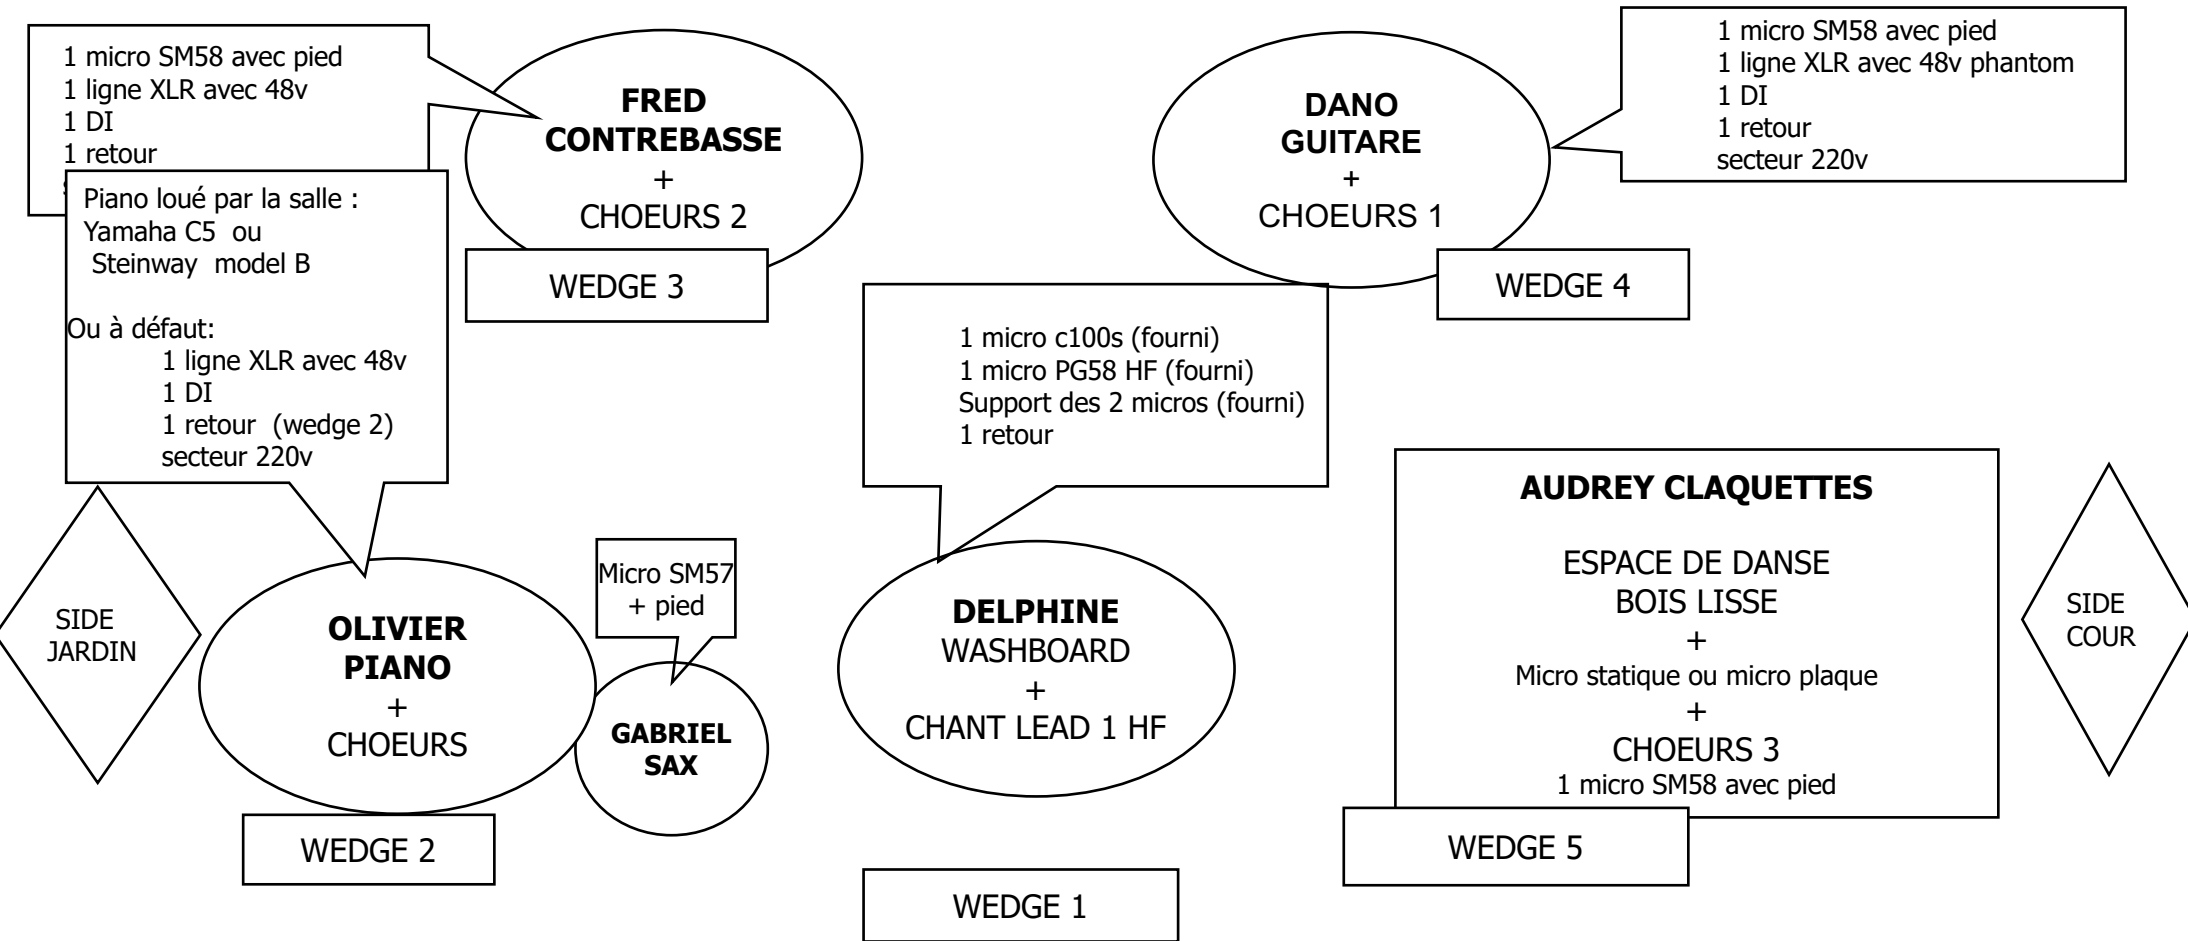 1 micro SM58 avec pied
1 ligne XLR avec 48v
1 DI
1 retour
FRED
CONTREBASSE
+
CHOEURS 2
WEDGE 3
DANO
GUITARE
+
CHOEURS 1
WEDGE 4
1 micro SM58 avec pied
1 ligne XLR avec 48v phantom
1 DI
1 retour
secteur 220v
Piano loué par la salle :
Yamaha C5 ou
Steinway model B
Ou à défaut:
1 ligne XLR avec 48v
1 DI
1 retour (wedge 2)
secteur 220v
1 micro c100s (fourni)
1 micro PG58 HF (fourni)
Support des 2 micros (fourni)
1 retour
SIDE
JARDIN
OLIVIER
PIANO
+
CHOEURS
WEDGE 2
Micro SM57
+ pied
GABRIEL
SAX
DELPHINE
WASHBOARD
+
CHANT LEAD 1 HF
WEDGE 1
AUDREY CLAQUETTES
ESPACE DE DANSE
BOIS LISSE
+
Micro statique ou micro plaque
+
CHOEURS 3
1 micro SM58 avec pied
WEDGE 5
SIDE
COUR